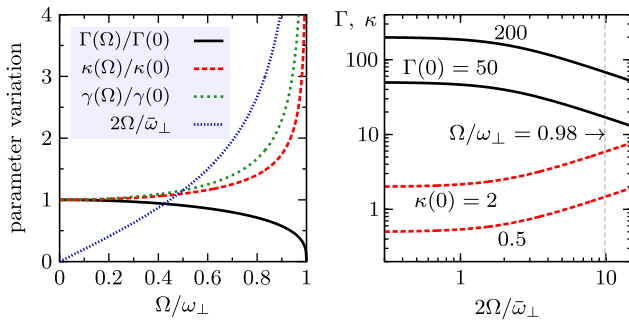 parameter variation
4
3
2
1
0
Γ(Ω)/Γ(0)
κ(Ω)/κ(0)
γ(Ω)/γ(0)
2Ω/ω̄⊥
0 0.2 0.4 0.6 0.8 1
Ω/ω⊥
Γ, κ
100
10
1
200
Γ(0) = 50
Ω/ω⊥ = 0.98 →
κ(0) = 2
0.5
1 10
2Ω/ω̄⊥